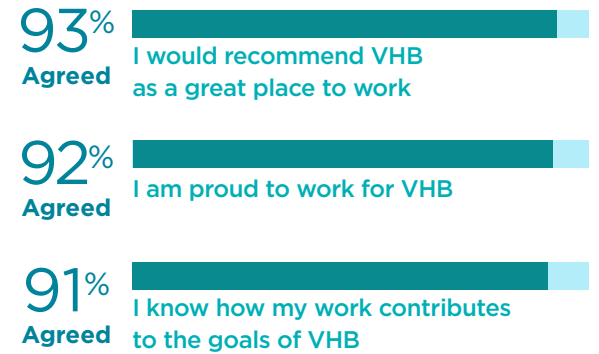 93%
Agreed
I would recommend VHB
as a great place to work
92%
Agreed
I am proud to work for VHB
91%
Agreed
I know how my work contributes
to the goals of VHB